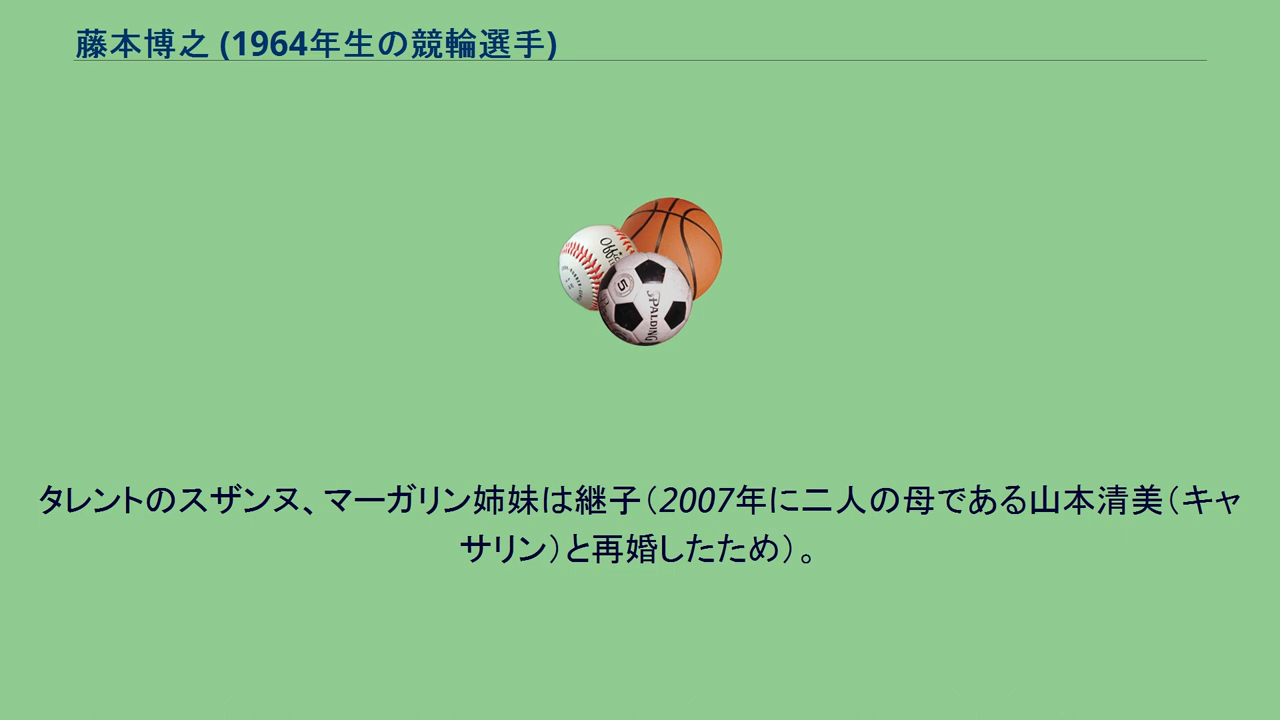 藤本博之 (1964年生の競輪選手)
Offi
5
SPALDING
タレントのスザンヌ、マーガリン姉妹は継子（2007年に二人の母である山本清美（キャ
サリン）と再婚したため）。